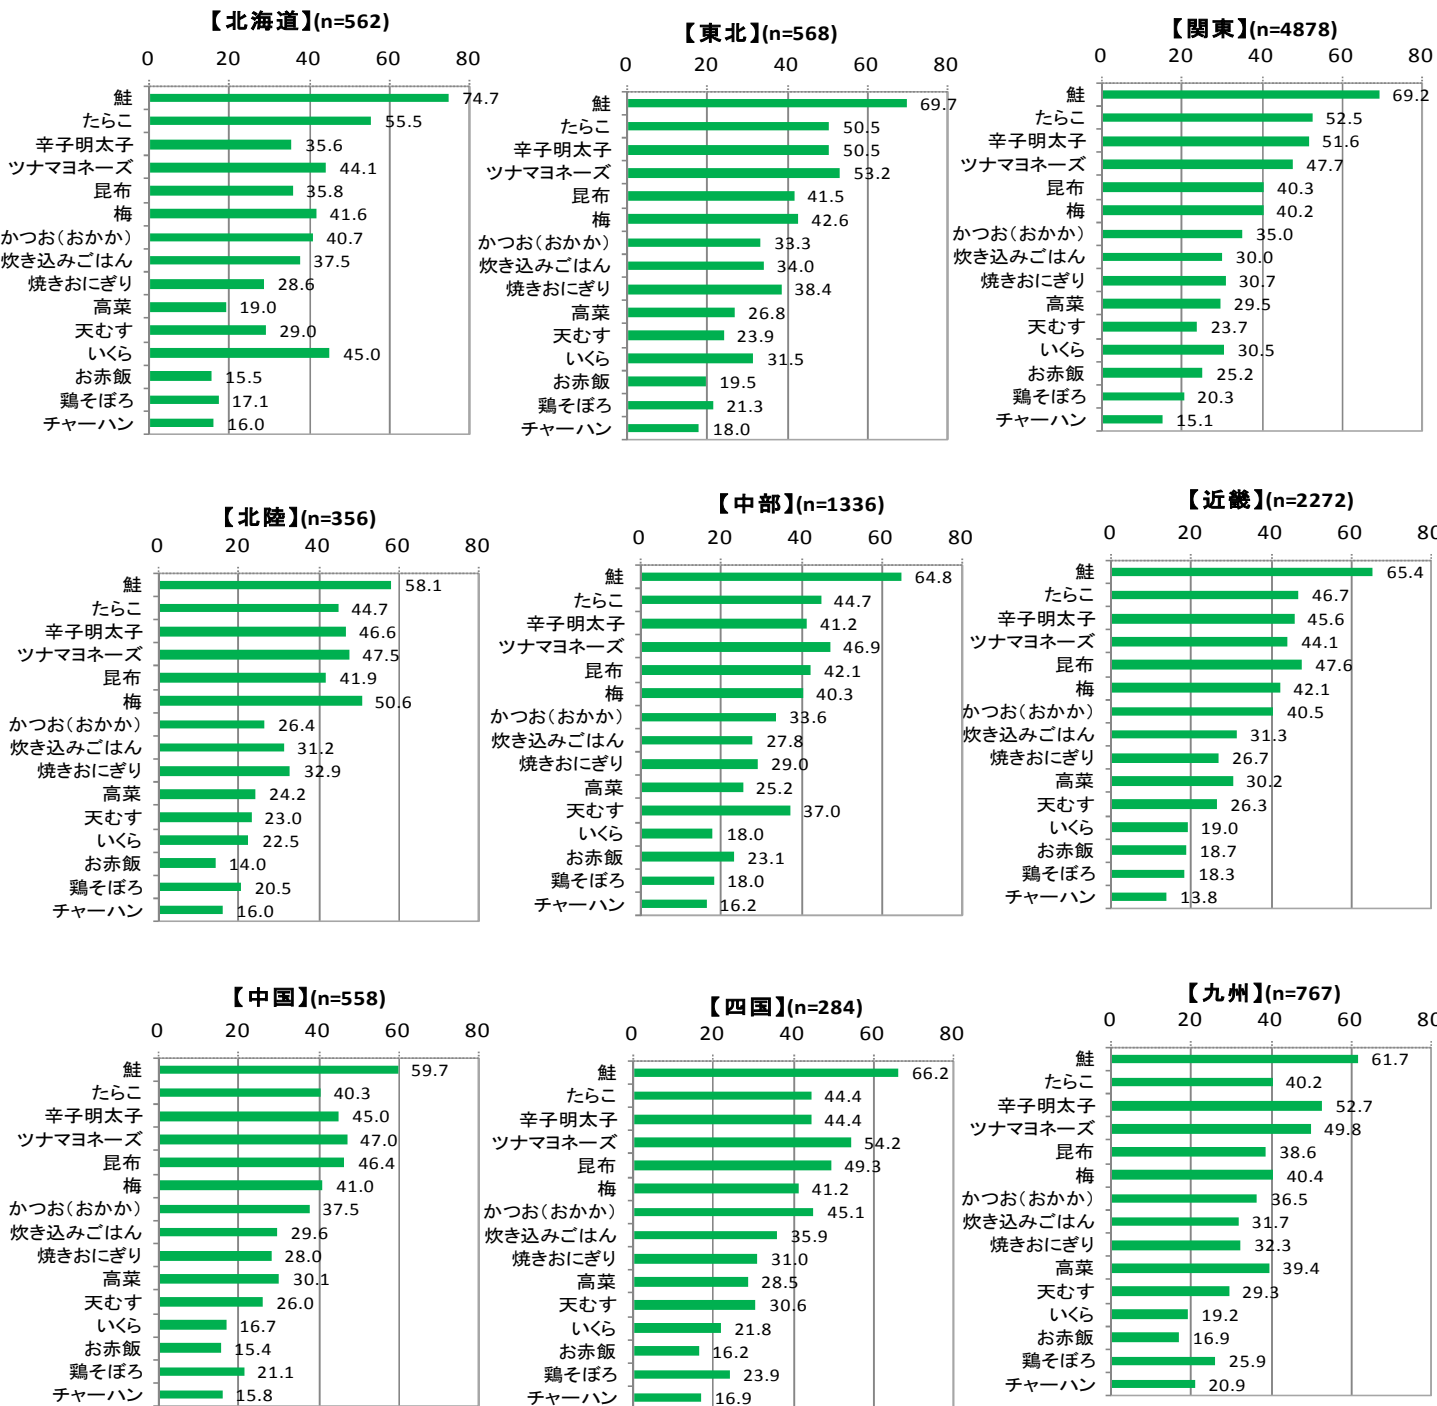 【北海道】(n=562)
0 20 40 60 80
鮭 74.7
たらこ 55.5
辛子明太子 35.6
ツナマヨネーズ 44.1
昆布 35.8
梅 41.6
かつお(おかか) 40.7
炊き込みごはん 37.5
焼きおにぎり 28.6
高菜 19.0
天むす 29.0
いくら 45.0
お赤飯 15.5
鶏そぼろ 17.1
チャーハン 16.0
【東北】(n=568)
0 20 40 60 80
鮭 69.7
たらこ 50.5
辛子明太子 50.5
ツナマヨネーズ 53.2
昆布 41.5
梅 42.6
かつお(おかか) 33.3
炊き込みごはん 34.0
焼きおにぎり 38.4
高菜 26.8
天むす 23.9
いくら 31.5
お赤飯 19.5
鶏そぼろ 21.3
チャーハン 18.0
【関東】(n=4878)
0 20 40 60 80
鮭 69.2
たらこ 52.5
辛子明太子 51.6
ツナマヨネーズ 47.7
昆布 40.3
梅 40.2
かつお(おかか) 35.0
炊き込みごはん 30.0
焼きおにぎり 30.7
高菜 29.5
天むす 23.7
いくら 30.5
お赤飯 25.2
鶏そぼろ 20.3
チャーハン 15.1
【北陸】(n=356)
0 20 40 60 80
鮭 58.1
たらこ 44.7
辛子明太子 46.6
ツナマヨネーズ 47.5
昆布 41.9
梅 50.6
かつお(おかか) 26.4
炊き込みごはん 31.2
焼きおにぎり 32.9
高菜 24.2
天むす 23.0
いくら 22.5
お赤飯 14.0
鶏そぼろ 20.5
チャーハン 16.0
【中部】(n=1336)
0 20 40 60 80
鮭 64.8
たらこ 44.7
辛子明太子 41.2
ツナマヨネーズ 46.9
昆布 42.1
梅 40.3
かつお(おかか) 33.6
炊き込みごはん 27.8
焼きおにぎり 29.0
高菜 25.2
天むす 37.0
いくら 18.0
お赤飯 23.1
鶏そぼろ 18.0
チャーハン 16.2
【近畿】(n=2272)
0 20 40 60 80
鮭 65.4
たらこ 46.7
辛子明太子 45.6
ツナマヨネーズ 44.1
昆布 47.6
梅 42.1
かつお(おかか) 40.5
炊き込みごはん 31.3
焼きおにぎり 26.7
高菜 30.2
天むす 26.3
いくら 19.0
お赤飯 18.7
鶏そぼろ 18.3
チャーハン 13.8
【中国】(n=558)
0 20 40 60 80
鮭 59.7
たらこ 40.3
辛子明太子 45.0
ツナマヨネーズ 47.0
昆布 46.4
梅 41.0
かつお(おかか) 37.5
炊き込みごはん 29.6
焼きおにぎり 28.0
高菜 30.1
天むす 26.0
いくら 16.7
お赤飯 15.4
鶏そぼろ 21.1
チャーハン 15.8
【四国】(n=284)
0 20 40 60 80
鮭 66.2
たらこ 44.4
辛子明太子 44.4
ツナマヨネーズ 54.2
昆布 49.3
梅 41.2
かつお(おかか) 45.1
炊き込みごはん 35.9
焼きおにぎり 31.0
高菜 28.5
天むす 30.6
いくら 21.8
お赤飯 16.2
鶏そぼろ 23.9
チャーハン 16.9
【九州】(n=767)
0 20 40 60 80
鮭 61.7
たらこ 40.2
辛子明太子 52.7
ツナマヨネーズ 49.8
昆布 38.6
梅 40.4
かつお(おかか) 36.5
炊き込みごはん 31.7
焼きおにぎり 32.3
高菜 39.4
天むす 29.3
いくら 19.2
お赤飯 16.9
鶏そぼろ 25.9
チャーハン 20.9